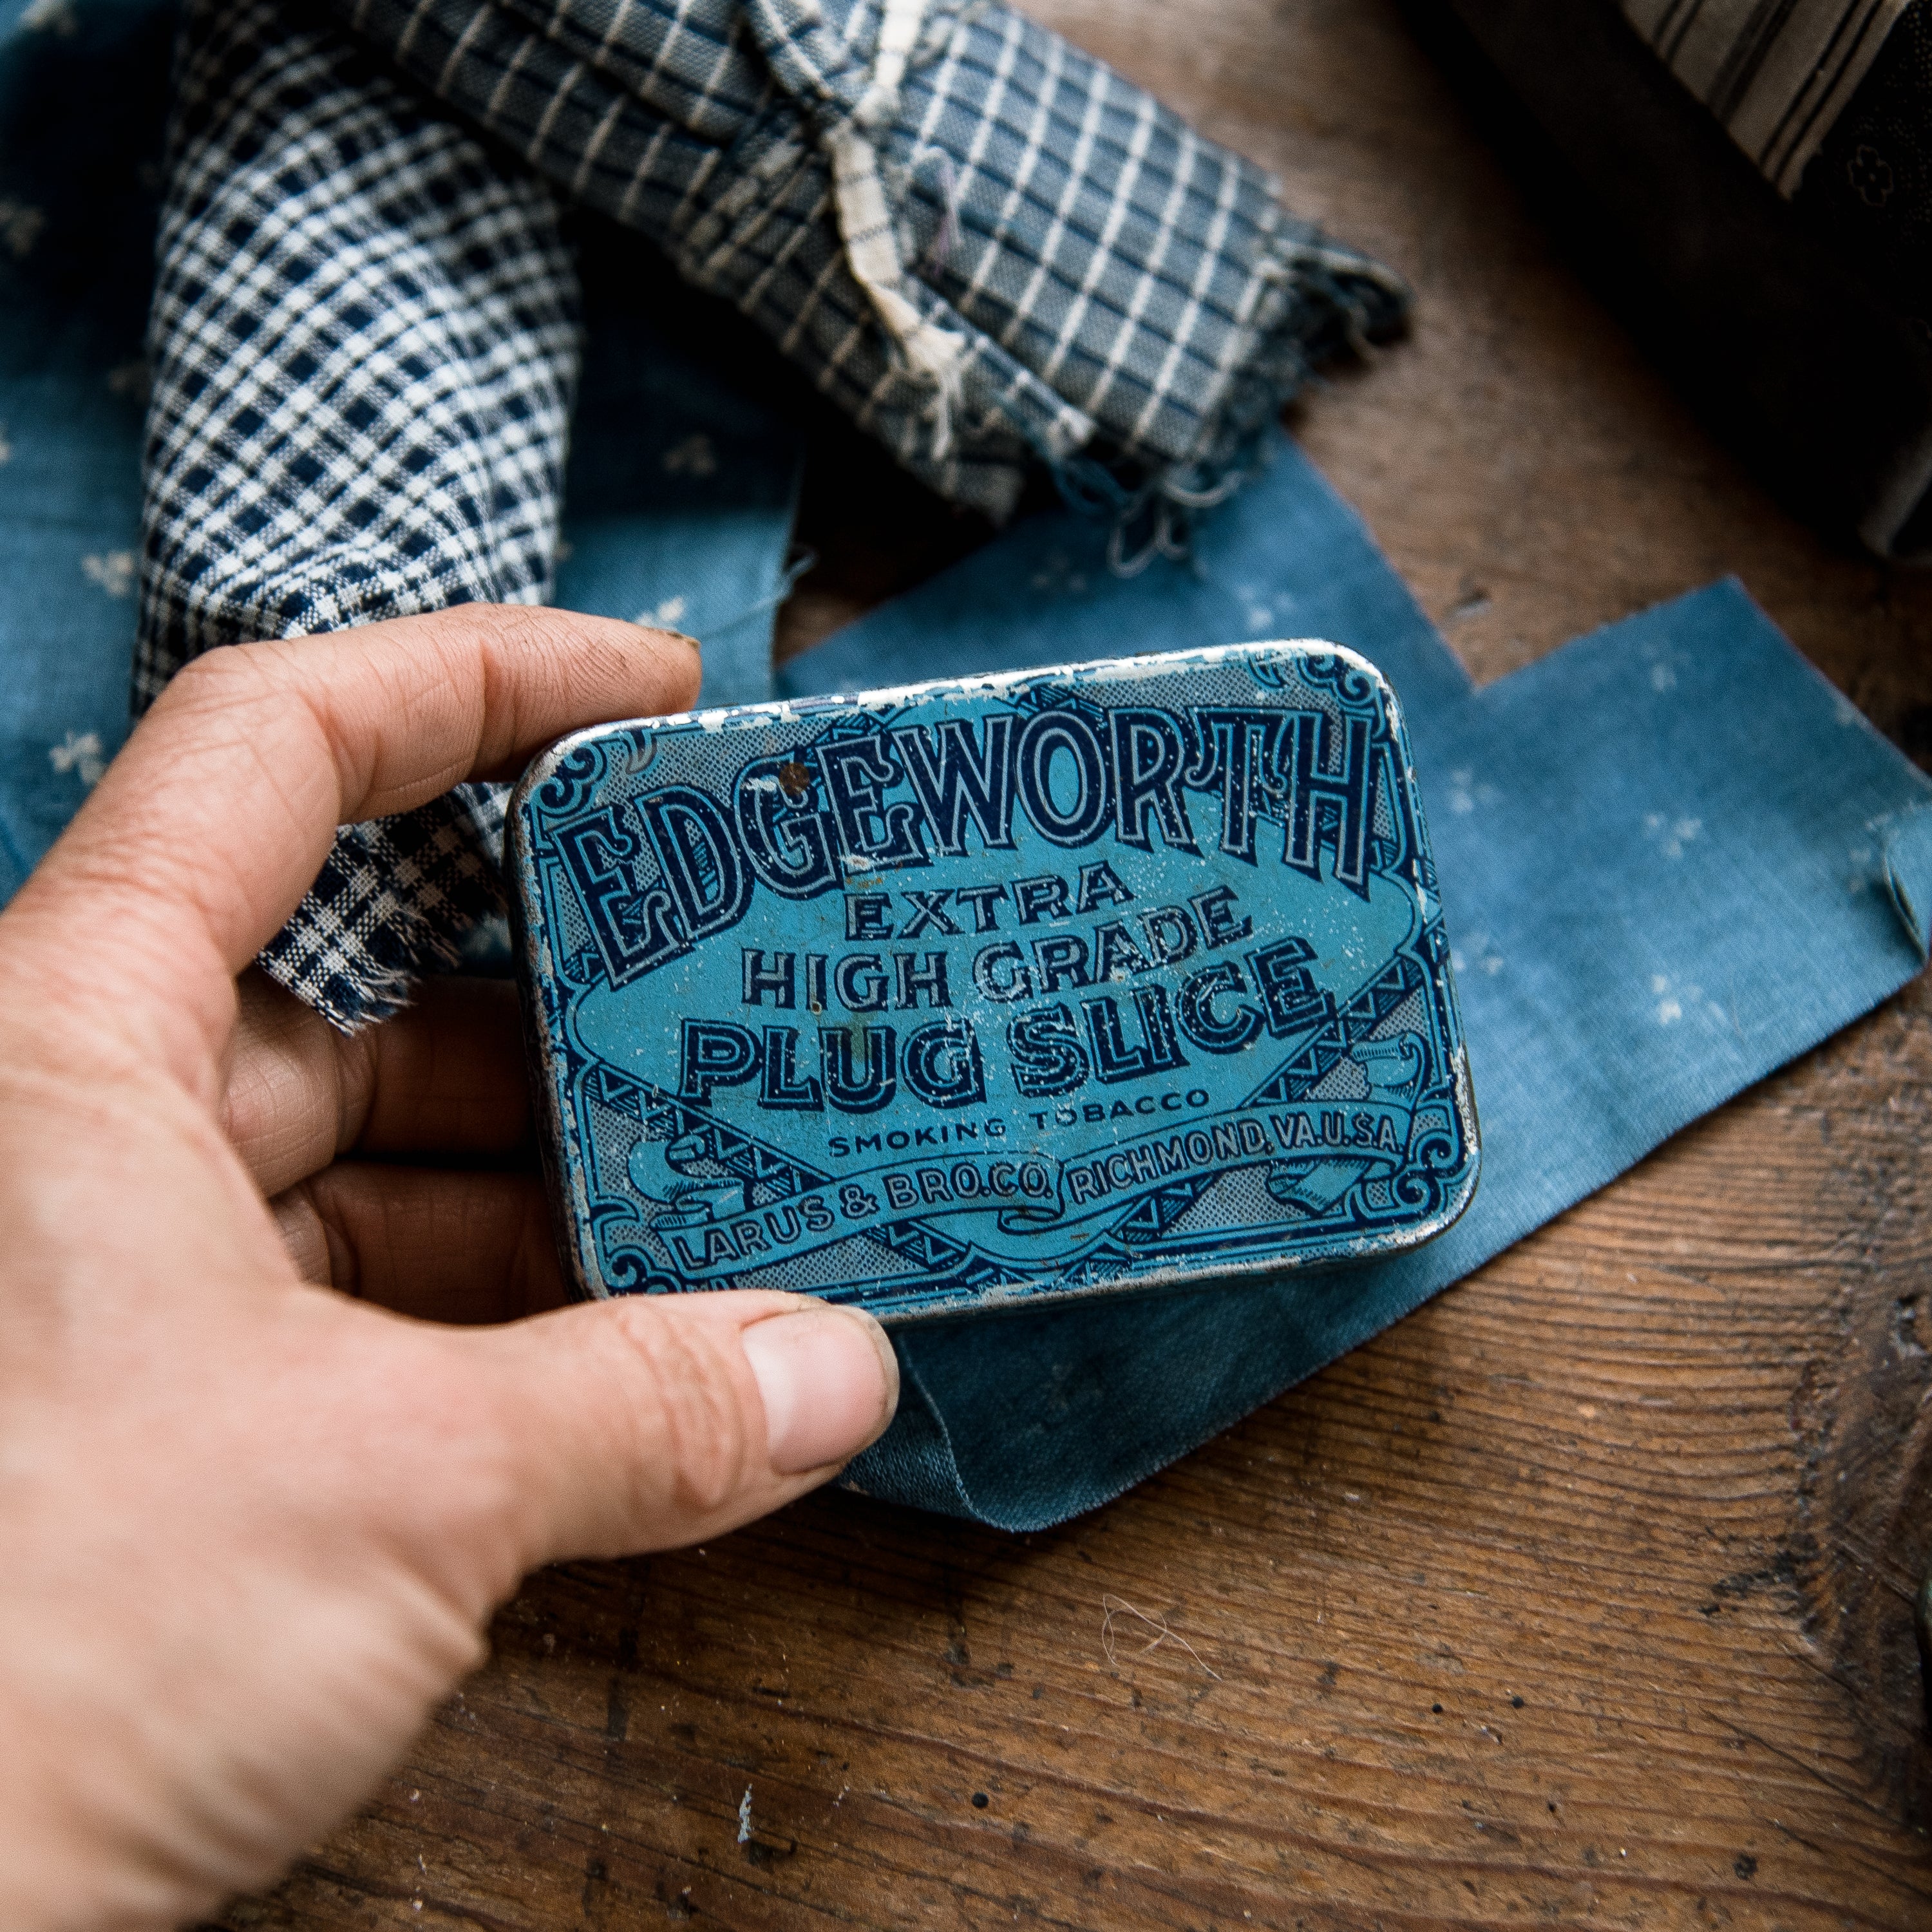 EDGEWORTH
EXTRA
HIGH GRADE
PLUG SLICE
SMOKING TOBACCO
LARUS & BRO.CO. RICHMOND, VA.U.S.A.